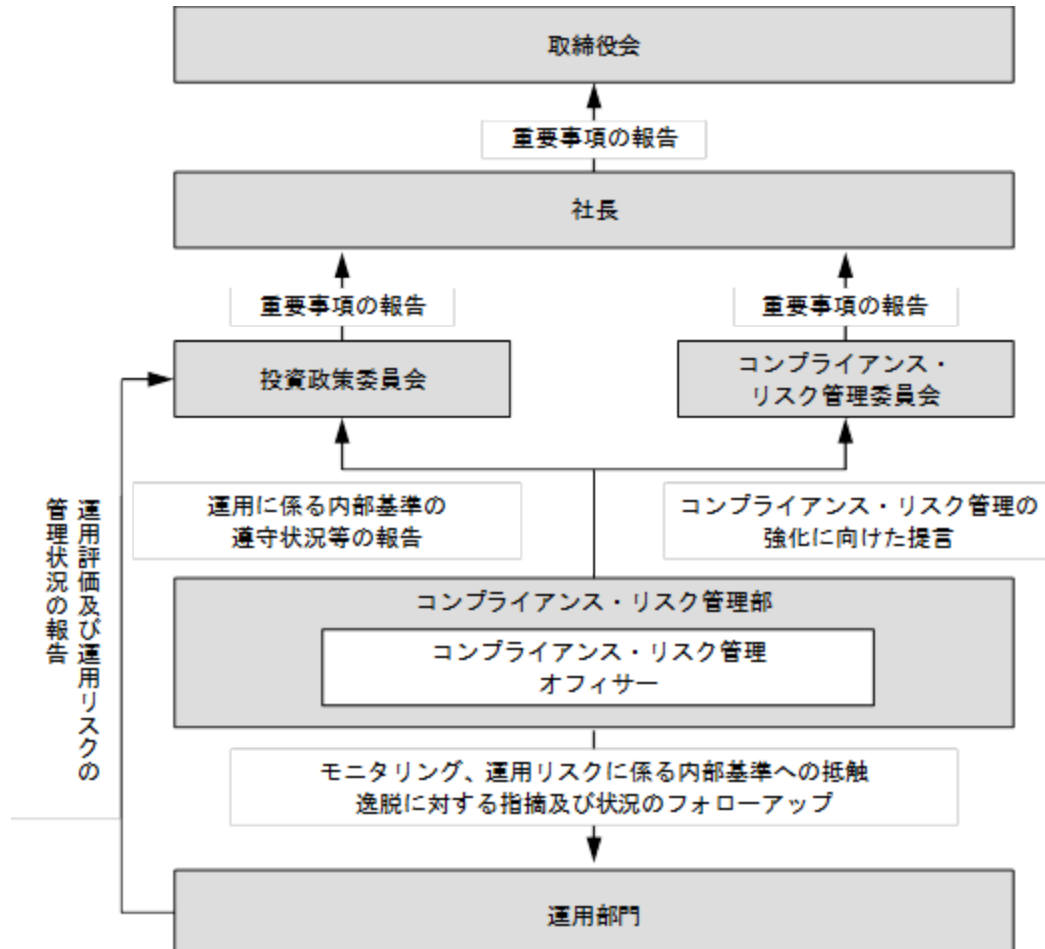 取締役会
重要事項の報告
社長
重要事項の報告
重要事項の報告
投資政策委員会
コンプライアンス・
リスク管理委員会
運用に係る内部基準の
遵守状況等の報告
コンプライアンス・リスク管理の
強化に向けた提言
運用評価及び運用リスクの
管理状況の報告
コンプライアンス・リスク管理部
コンプライアンス・リスク管理
オフィサー
モニタリング、運用リスクに係る内部基準への抵触
逸脱に対する指摘及び状況のフォローアップ
運用部門